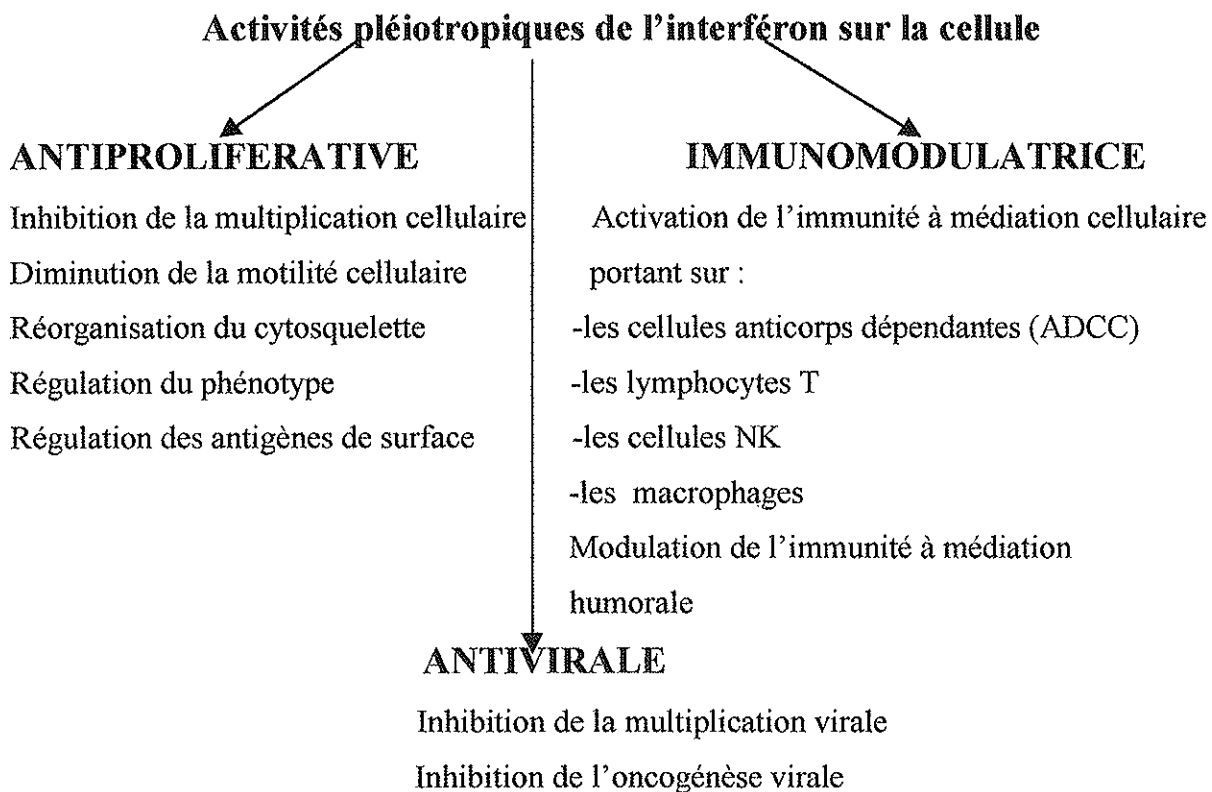 Activités pléiotropiques de l'interféron sur la cellule
ANTIPROLIFERATIVE
Inhibition de la multiplication cellulaire
Diminution de la motilité cellulaire
Réorganisation du cytosquelette
Régulation du phénotype
Régulation des antigènes de surface
IMMUNOMODULATRICE
Activation de l'immunité à médiation cellulaire
portant sur :
-les cellules anticorps dépendantes (ADCC)
-les lymphocytes T
-les cellules NK
-les macrophages
Modulation de l'immunité à médiation
humorale
ANTIVIRALE
Inhibition de la multiplication virale
Inhibition de l'oncogénèse virale